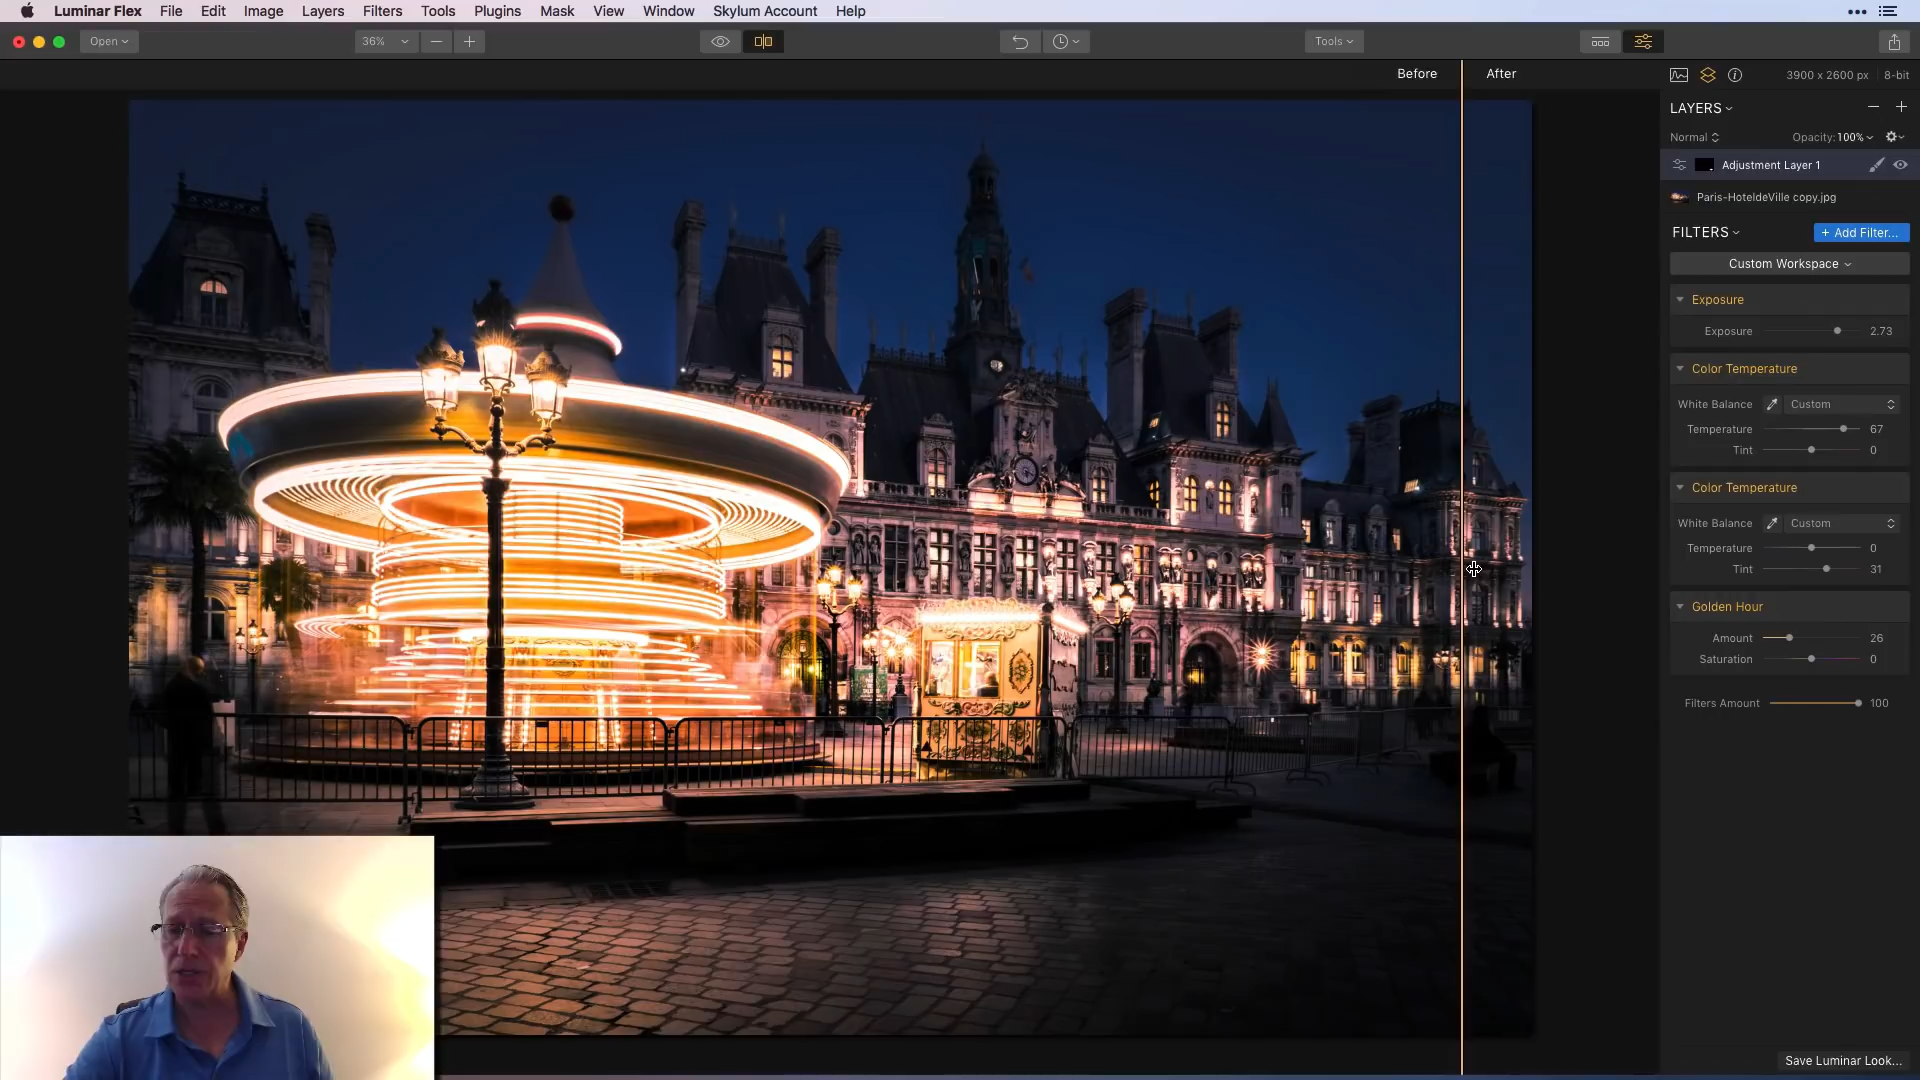 Luminar Flex File Edit Image Layers Filters Tools Plugins Mask View Window Skylum Account Help
Open 36% Tools
Before After 3900 x 2600 px 8-bit
LAYERS
Normal Opacity: 100%
Adjustment Layer 1
Paris-HoteldeVille copy.jpg
FILTERS + Add Filter...
Custom Workspace
Exposure
Exposure 2.73
Color Temperature
White Balance Custom
Temperature 67
Tint 0
Color Temperature
White Balance Custom
Temperature 0
Tint 31
Golden Hour
Amount 26
Saturation 0
Filters Amount 100
Save Luminar Look...